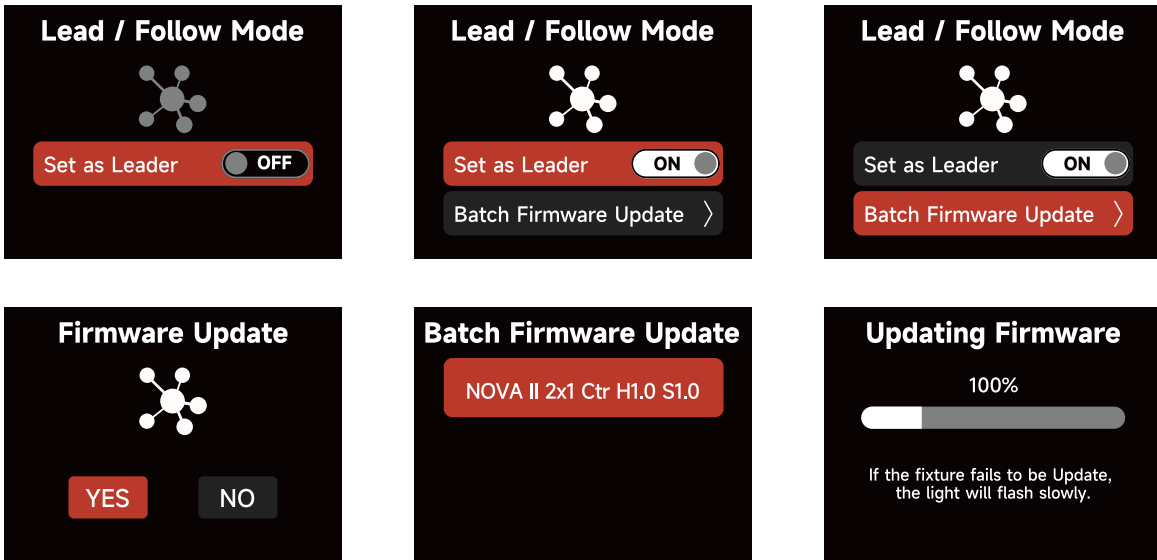 Lead / Follow Mode
Set as Leader OFF
Lead / Follow Mode
Set as Leader ON
Batch Firmware Update
Lead / Follow Mode
Set as Leader ON
Batch Firmware Update
Firmware Update
YES NO
Batch Firmware Update
NOVA II 2x1 Ctr H1.0 S1.0
Updating Firmware
100%
If the fixture fails to be Update,
the light will flash slowly.